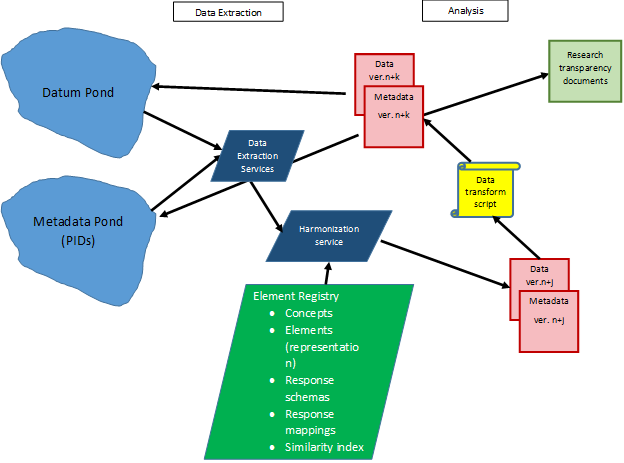 Data Extraction
Analysis
Datum Pond
Data
ver.n+k
Metadata
ver. n+k
Research
transparency
documents
Data
Extraction
Services
Data
transform
script
Metadata Pond
(PIDs)
Harmonization
service
Data
ver.n+j
Metadata
ver. n+j
Element Registry
• Concepts
• Elements
(representatio
n)
• Response
schemas
• Response
mappings
• Similarity index